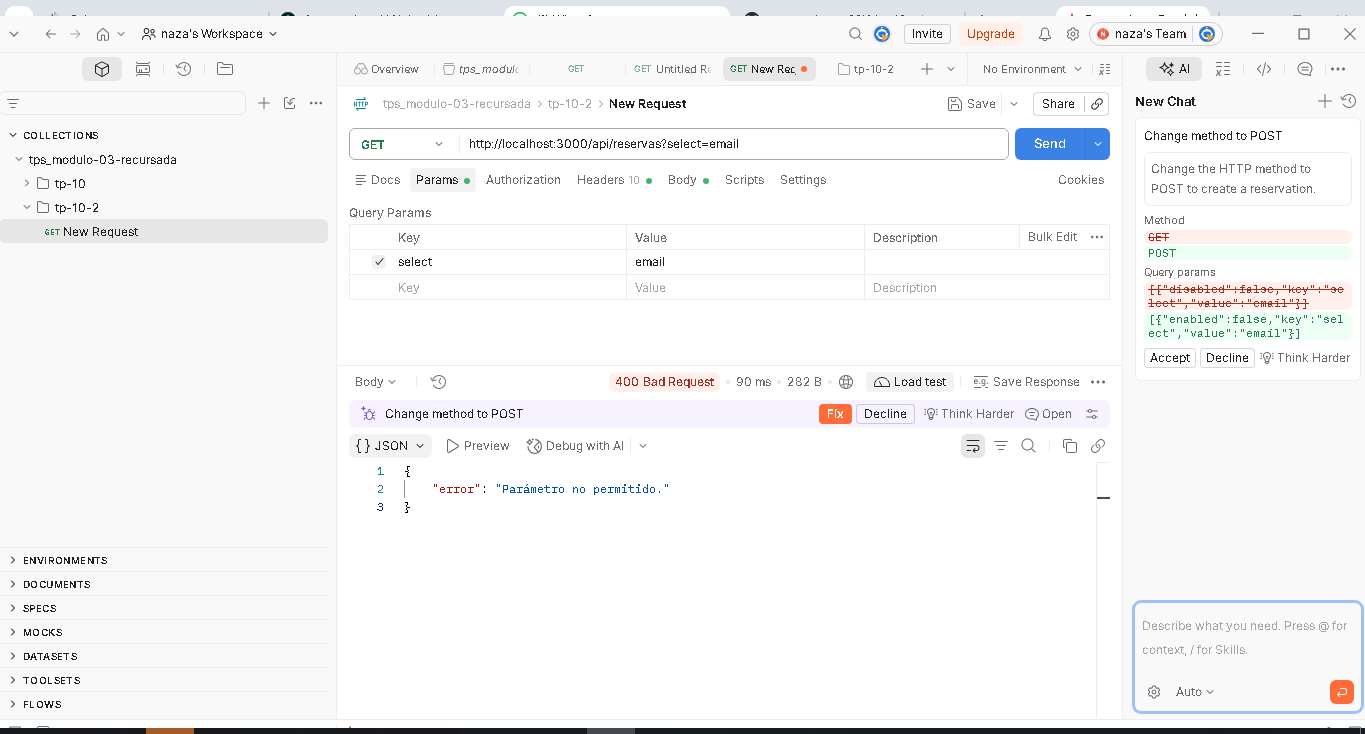 naza's Workspace
Invite
Upgrade
naza's Team
Overview
tps_modulc
GET
GET Untitled Re
GET New Rec
tp-10-2
No Environment
AI
tps_modulo-03-recursada > tp-10-2 > New Request
Save
Share
New Chat
COLLECTIONS
tps_modulo-03-recursada
tp-10
tp-10-2
GET New Request
GET
http://localhost:3000/api/reservas?select=email
Send
Docs
Params
Authorization
Headers 10
Body
Scripts
Settings
Cookies
Query Params
Key Value Description Bulk Edit
select email
Key Value Description
Body
400 Bad Request
90 ms
282 B
Load test
e.g. Save Response
Change method to POST
Fix
Decline
Think Harder
Open
{ } JSON
Preview
Debug with AI
1 {
2 "error": "Parámetro no permitido."
3 }
Change method to POST
Change the HTTP method to
POST to create a reservation.
Method
GET
POST
Query params
[{"disabled":false,"key":"se
lect","value":"email"}]
[{"enabled":false,"key":"sel
ect","value":"email"}]
Accept
Decline
Think Harder
ENVIRONMENTS
DOCUMENTS
SPECS
MOCKS
DATASETS
TOOLSETS
FLOWS
Describe what you need. Press @ for
context, / for Skills.
Auto